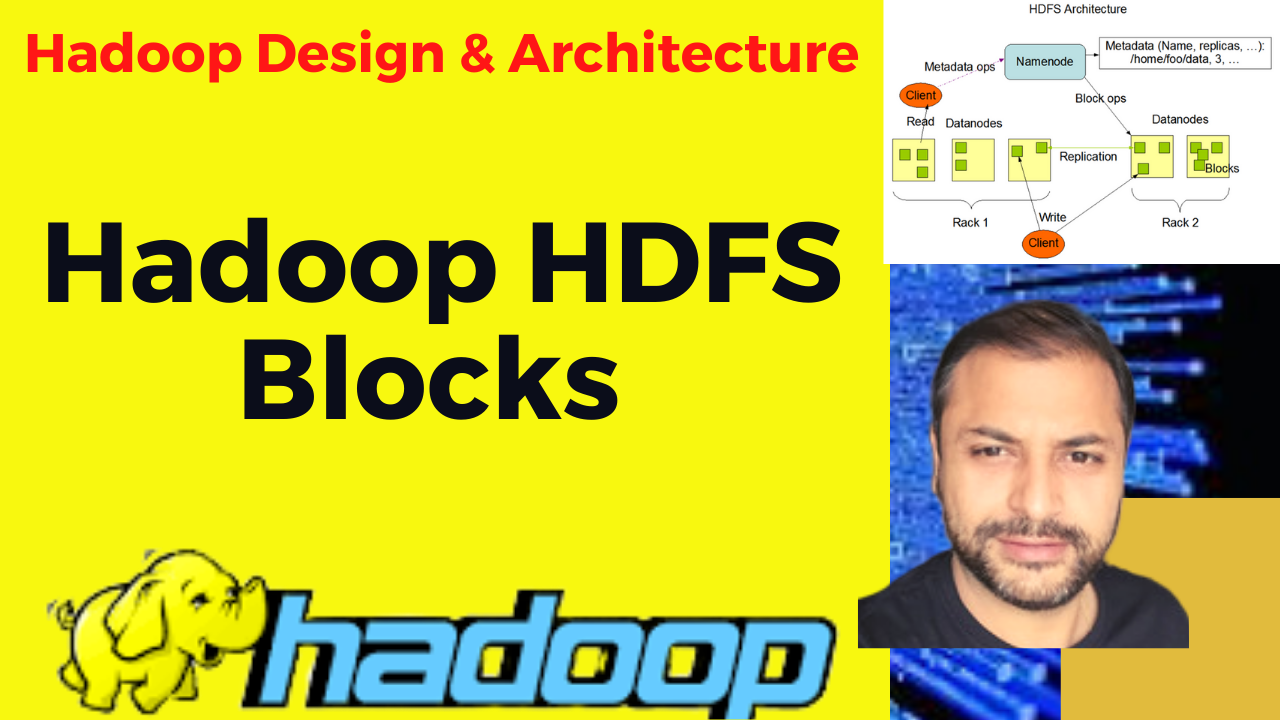 Hadoop Design & Architecture
Hadoop HDFS
Blocks
hadoop
HDFS Architecture
Metadata (Name, replicas, ...):
/home/foo/data, 3, ...
Namenode
Metadata ops
Client
Block ops
Read
Datanodes
Datanodes
Replication
Blocks
Rack 1
Write
Rack 2
Client